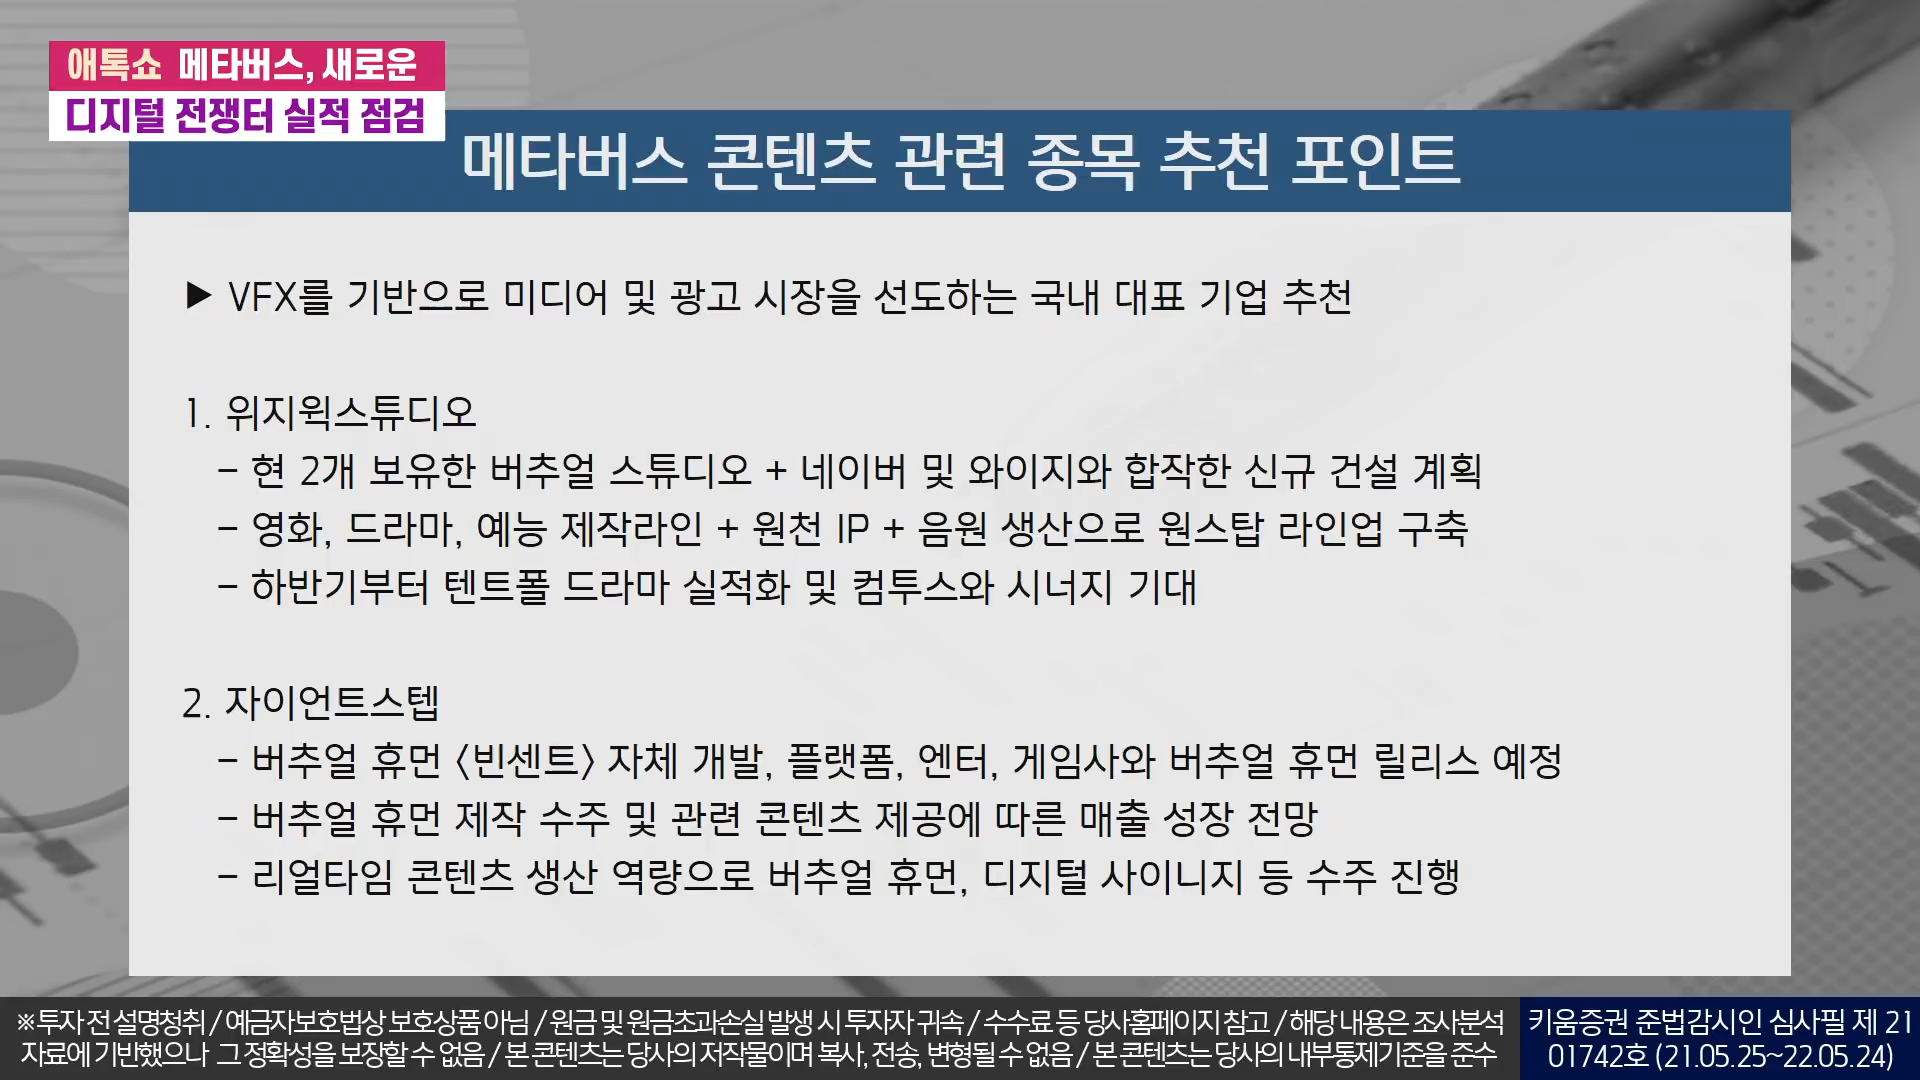 애톡쇼 메타버스, 새로운
디지털 전쟁터 실적 점검
메타버스 콘텐츠 관련 종목 추천 포인트
▶ VFX를 기반으로 미디어 및 광고 시장을 선도하는 국내 대표 기업 추천
1. 위지윅스튜디오
- 현 2개 보유한 버추얼 스튜디오 + 네이버 및 와이지와 합작한 신규 건설 계획
- 영화, 드라마, 예능 제작라인 + 원천 IP + 음원 생산으로 원스탑 라인업 구축
- 하반기부터 텐트폴 드라마 실적화 및 컴투스와 시너지 기대
2. 자이언트스텝
- 버추얼 휴먼 <빈센트> 자체 개발, 플랫폼, 엔터, 게임사와 버추얼 휴먼 릴리스 예정
- 버추얼 휴먼 제작 수주 및 관련 콘텐츠 제공에 따른 매출 성장 전망
- 리얼타임 콘텐츠 생산 역량으로 버추얼 휴먼, 디지털 사이니지 등 수주 진행
※투자 전 설명청취 / 예금자보호법상 보호상품 아님 / 원금 및 원금초과손실 발생 시 투자자 귀속 / 수수료 등 당사홈페이지 참고 / 해당 내용은 조사분석
자료에 기반했으나 그 정확성을 보장할 수 없음 / 본 콘텐츠는 당사의 저작물이며 복사, 전송, 변형될 수 없음 / 본 콘텐츠는 당사의 내부통제기준을 준수
키움증권 준법감시인 심사필 제 21
01742호 (21.05.25~22.05.24)